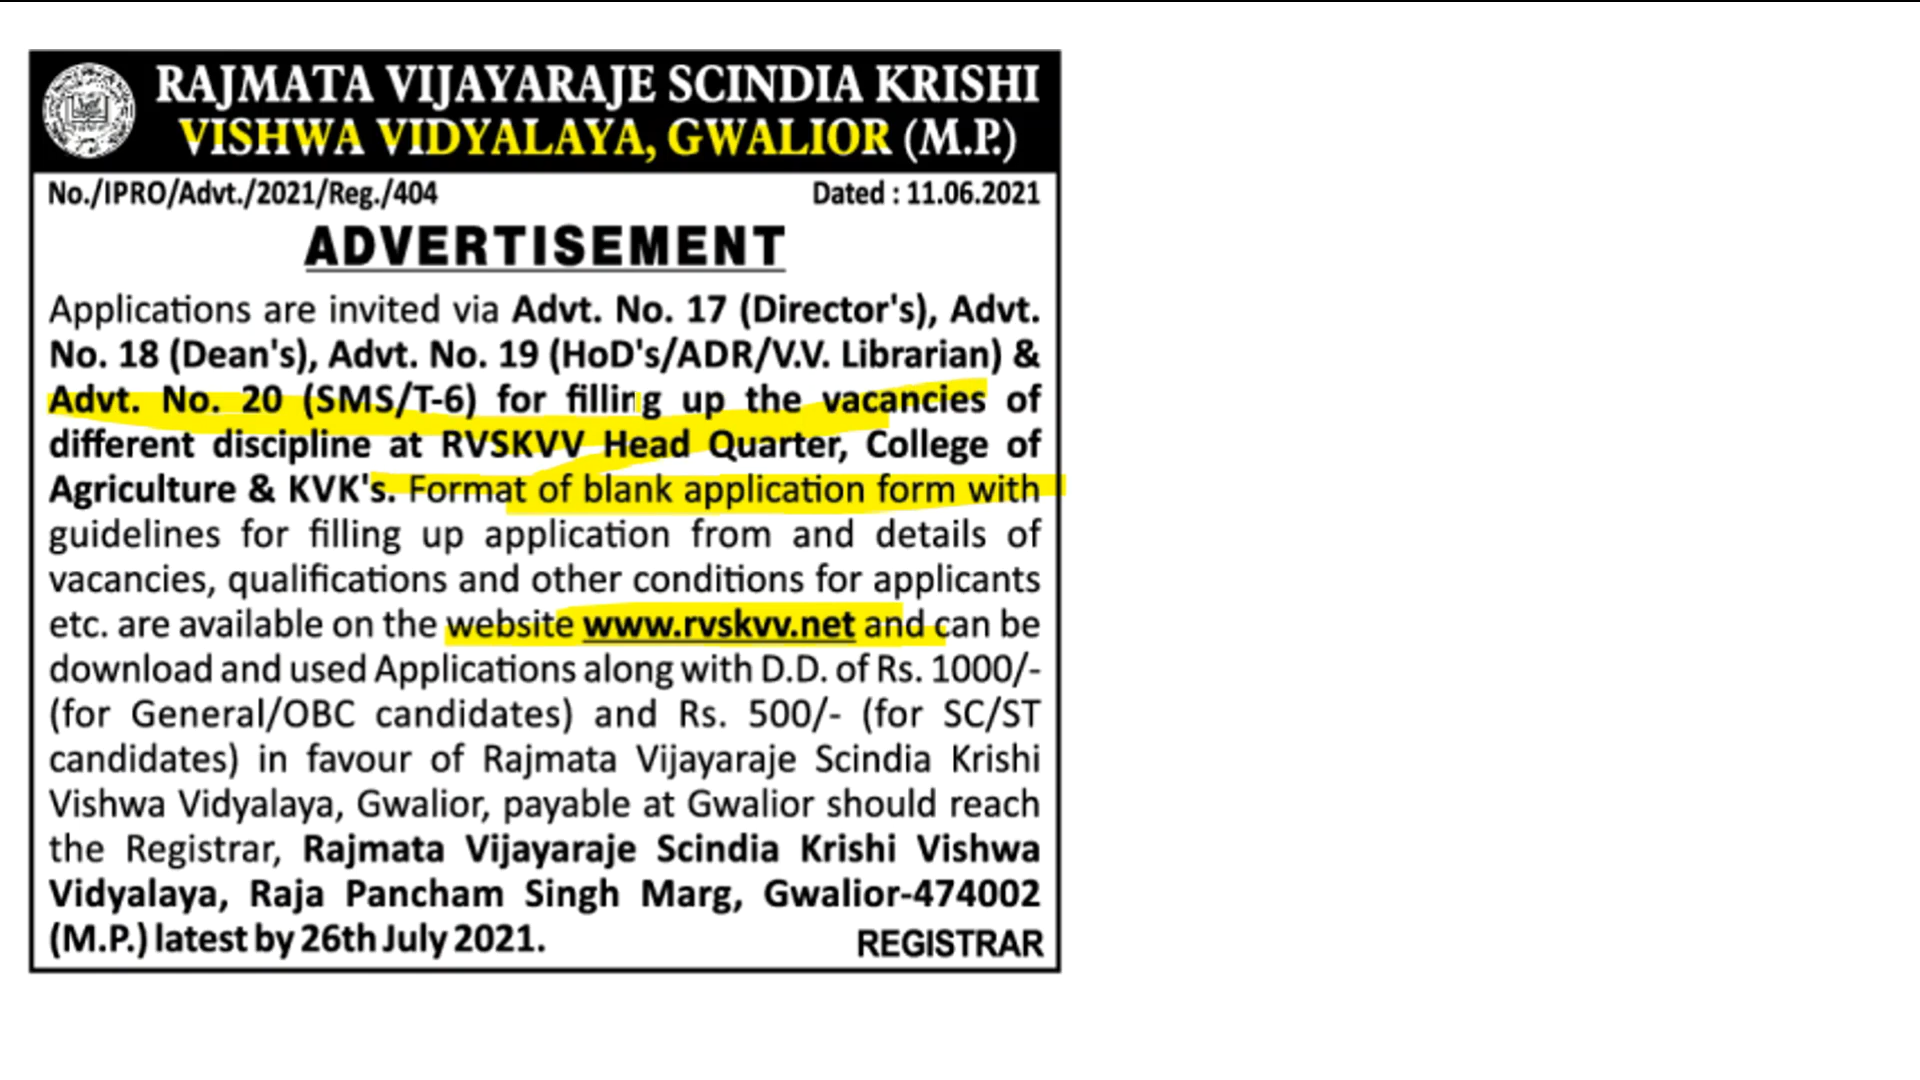 RAJMATA VIJAYARAJE SCINDIA KRISHI
VISHWA VIDYALAYA, GWALIOR (M.P.)
No./IPRO/Advt./2021/Reg./404 Dated : 11.06.2021
ADVERTISEMENT
Applications are invited via Advt. No. 17 (Director's), Advt.
No. 18 (Dean's), Advt. No. 19 (HoD's/ADR/V.V. Librarian) &
Advt. No. 20 (SMS/T-6) for filling up the vacancies of
different discipline at RVSKVV Head Quarter, College of
Agriculture & KVK's. Format of blank application form with
guidelines for filling up application from and details of
vacancies, qualifications and other conditions for applicants
etc. are available on the website www.rvskvv.net and can be
download and used Applications along with D.D. of Rs. 1000/-
(for General/OBC candidates) and Rs. 500/- (for SC/ST
candidates) in favour of Rajmata Vijayaraje Scindia Krishi
Vishwa Vidyalaya, Gwalior, payable at Gwalior should reach
the Registrar, Rajmata Vijayaraje Scindia Krishi Vishwa
Vidyalaya, Raja Pancham Singh Marg, Gwalior-474002
(M.P.) latest by 26th July 2021. REGISTRAR